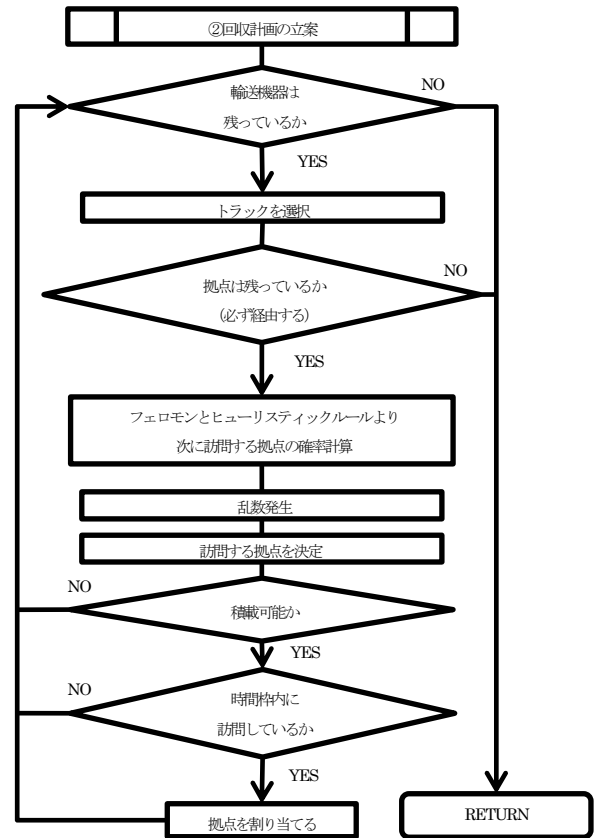 ②回収計画の立案
輸送機器は
残っているか
NO
YES
トラックを選択
拠点は残っているか
(必ず経由する)
NO
YES
フェロモンとヒューリスティックルールより
次に訪問する拠点の確率計算
乱数発生
訪問する拠点を決定
NO
積載可能か
YES
NO
時間枠内に
訪問しているか
YES
拠点を割り当てる
RETURN